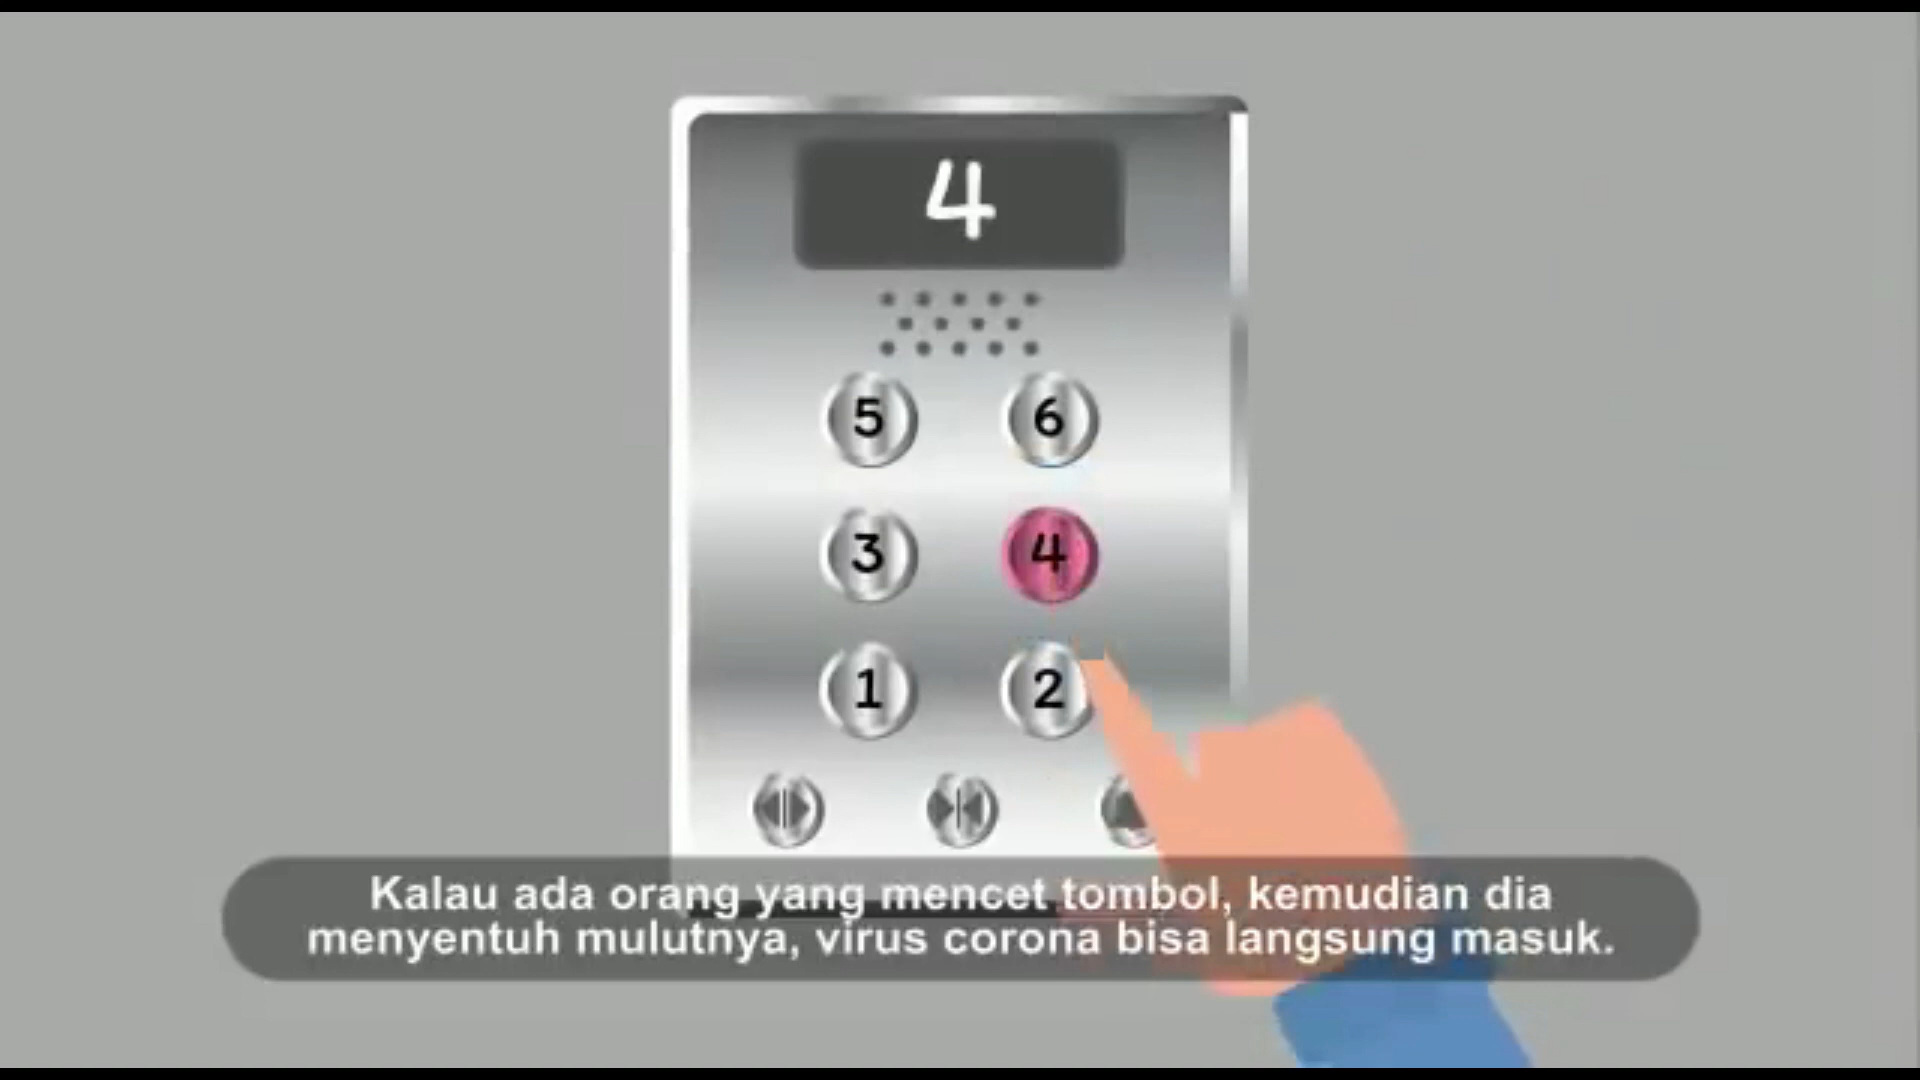 4
5 6
3 4
1 2
Kalau ada orang yang mencet tombol, kemudian dia
menyentuh mulutnya, virus corona bisa langsung masuk.